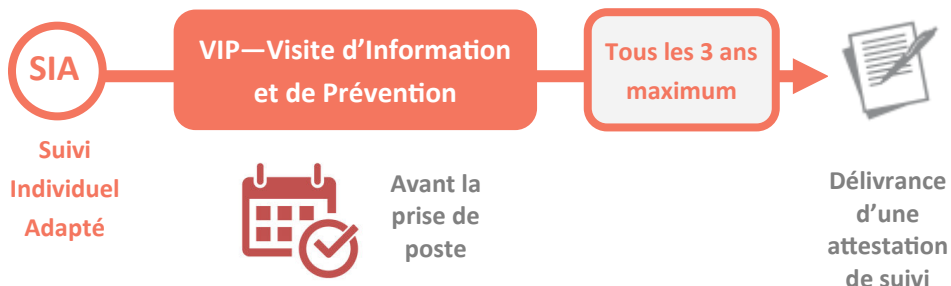 SIA
VIP—Visite d'Information
et de Prévention
Tous les 3 ans
maximum
Suivi
Individuel
Adapté
Avant la
prise de
poste
Délivrance
d'une
attestation
de suivi